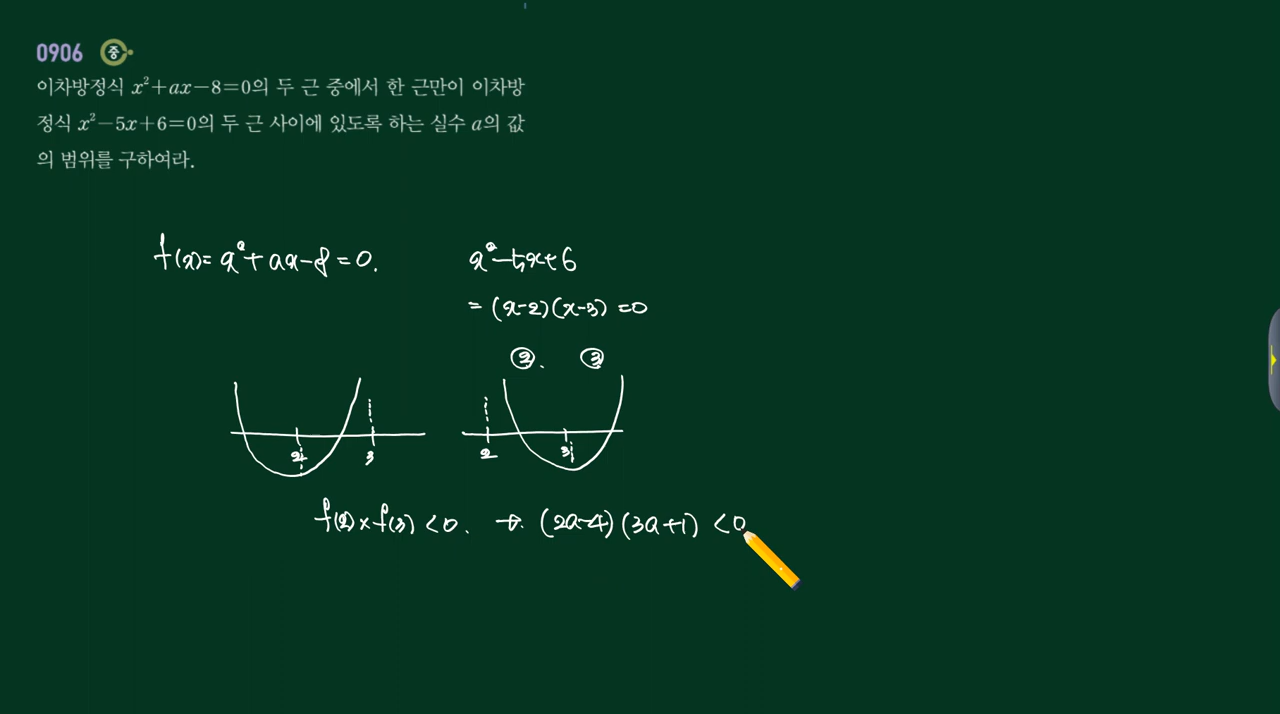 0906 중
이차방정식 x²+ax-8=0의 두 근 중에서 한 근만이 이차방
정식 x²-5x+6=0의 두 근 사이에 있도록 하는 실수 a의 값
의 범위를 구하여라.
f(x)= x²+ax-8=0. x²-5x+6
= (x-2)(x-3) =0
② . ③
2 3 2 3
f(2)×f(3)<0. → (2a-4)(3a+1) <0